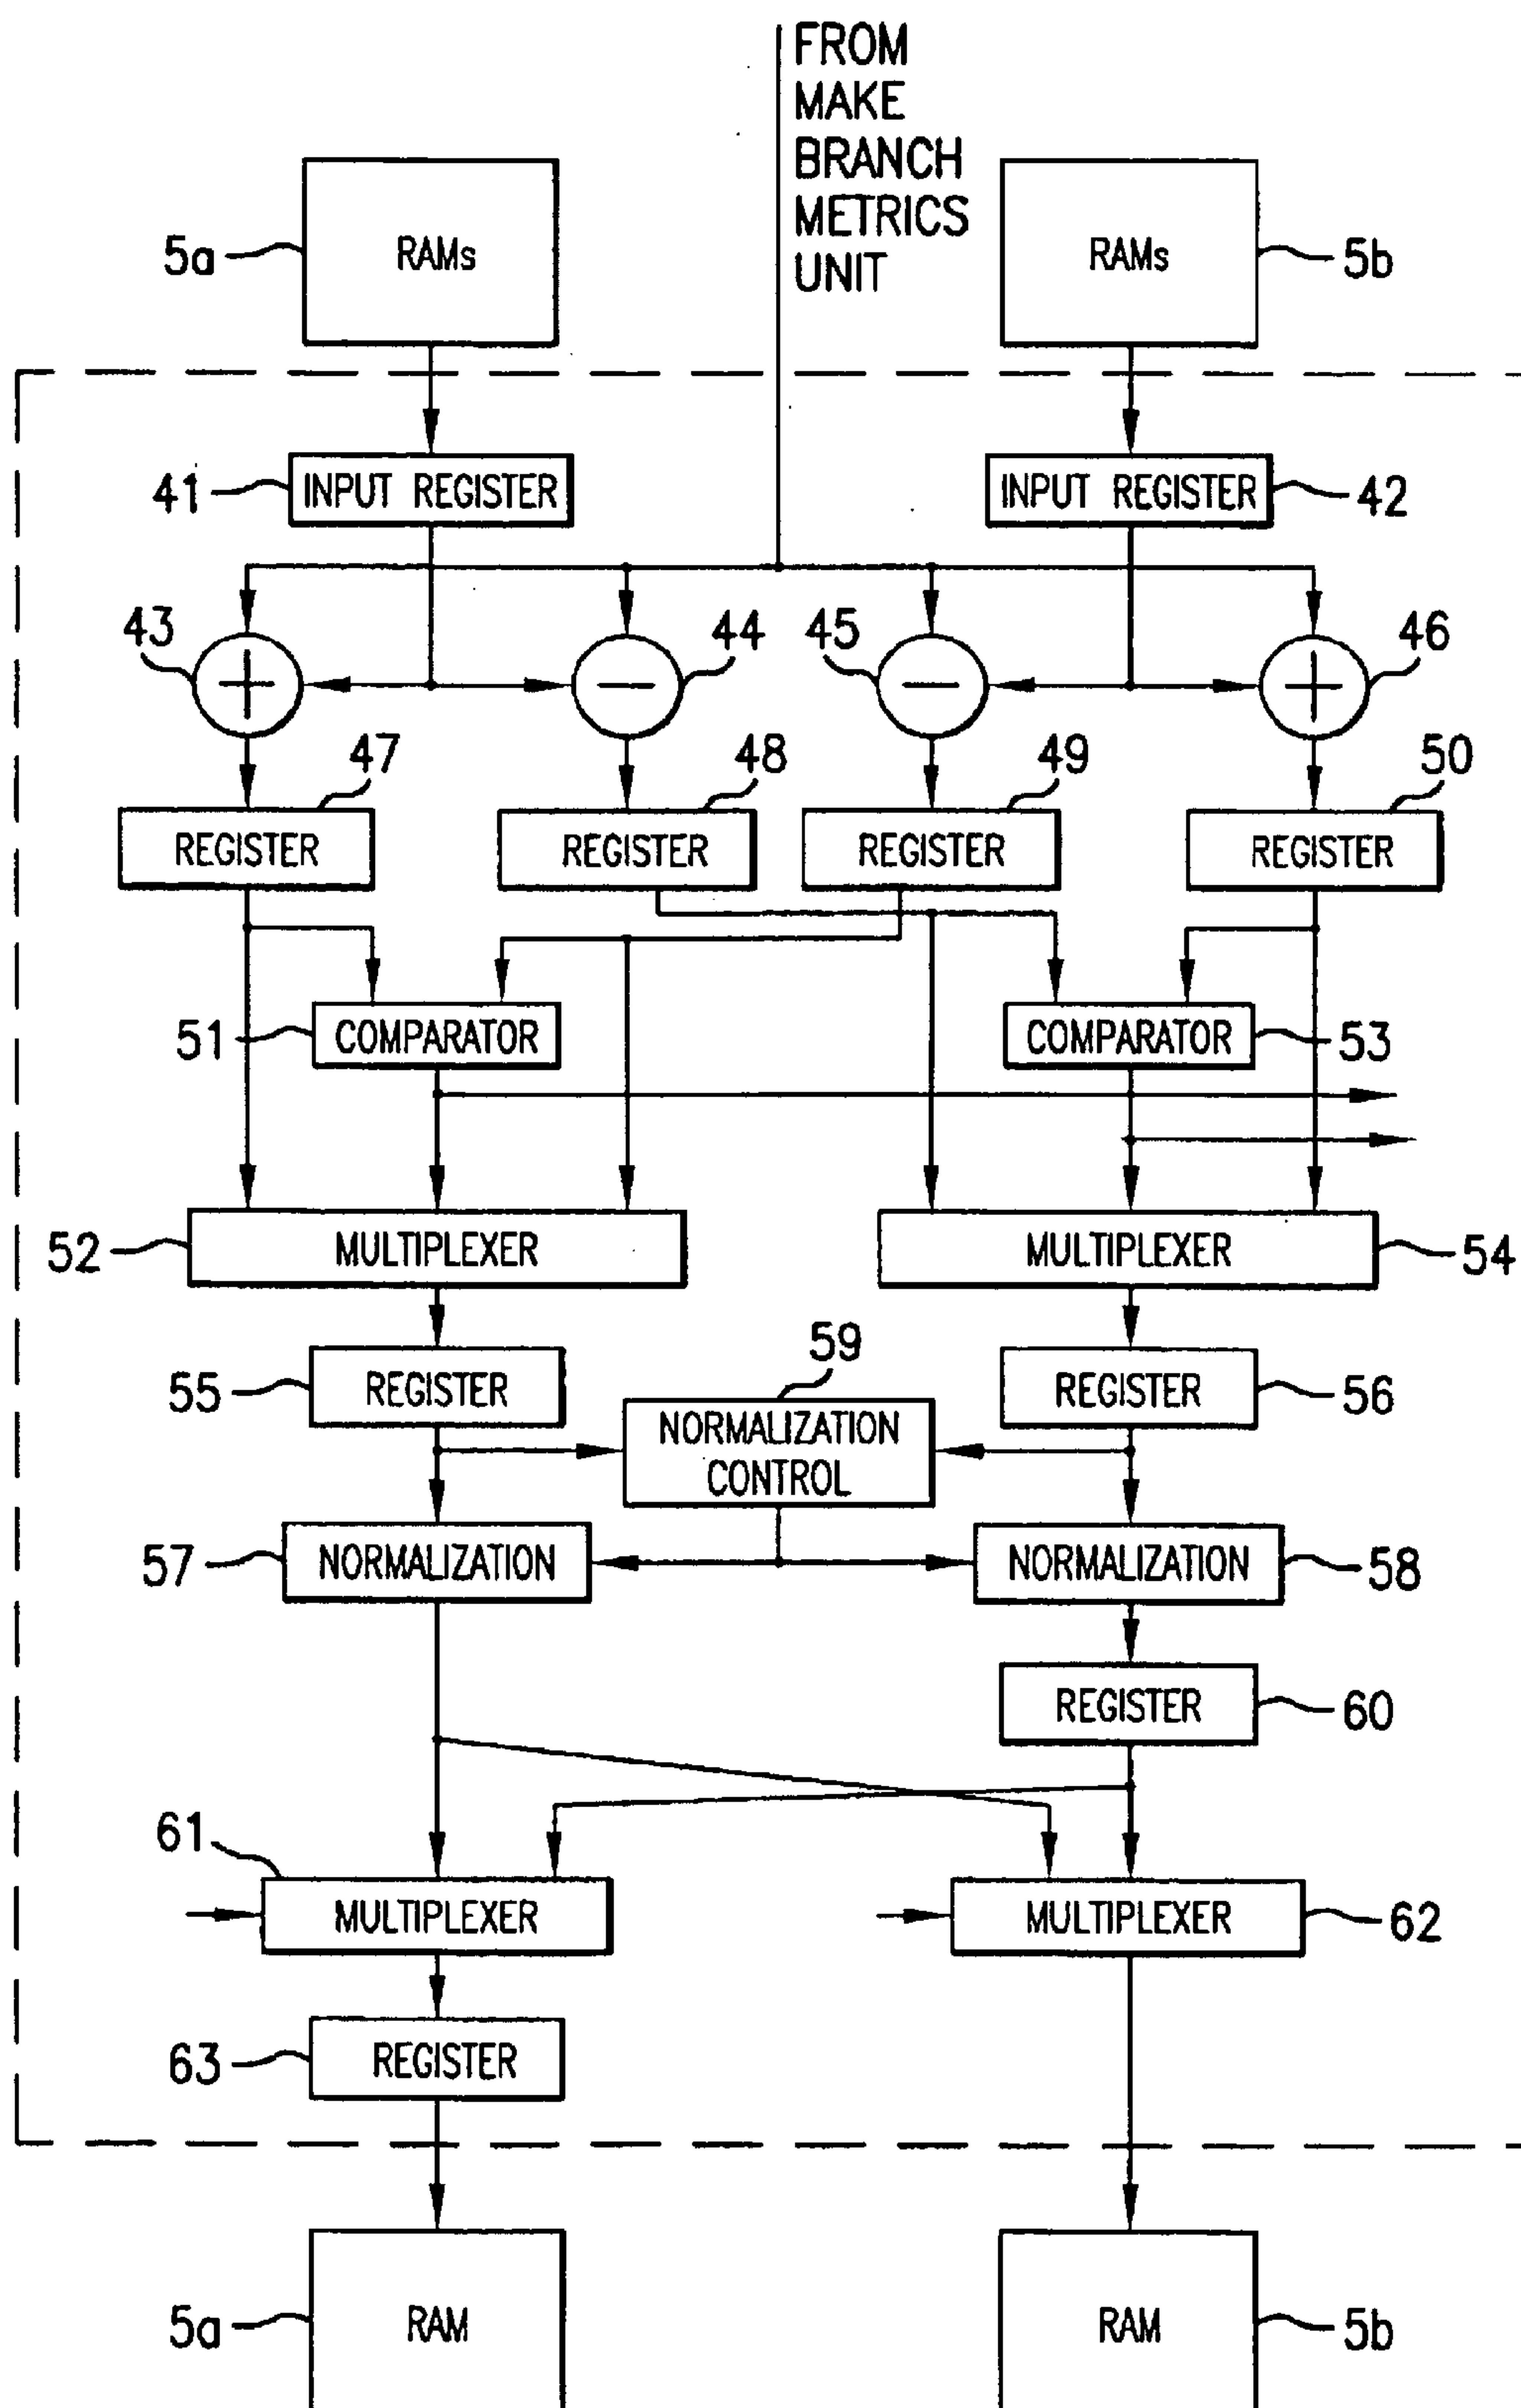 FROM
MAKE
BRANCH
METRICS
UNIT
5a
RAMs
RAMs
5b
41
INPUT REGISTER
INPUT REGISTER
42
43
44
45
46
47
48
49
50
REGISTER
REGISTER
REGISTER
REGISTER
51
COMPARATOR
COMPARATOR
53
52
MULTIPLEXER
MULTIPLEXER
54
55
REGISTER
59
REGISTER
56
NORMALIZATION
CONTROL
57
NORMALIZATION
NORMALIZATION
58
REGISTER
60
61
MULTIPLEXER
MULTIPLEXER
62
63
REGISTER
5a
RAM
RAM
5b